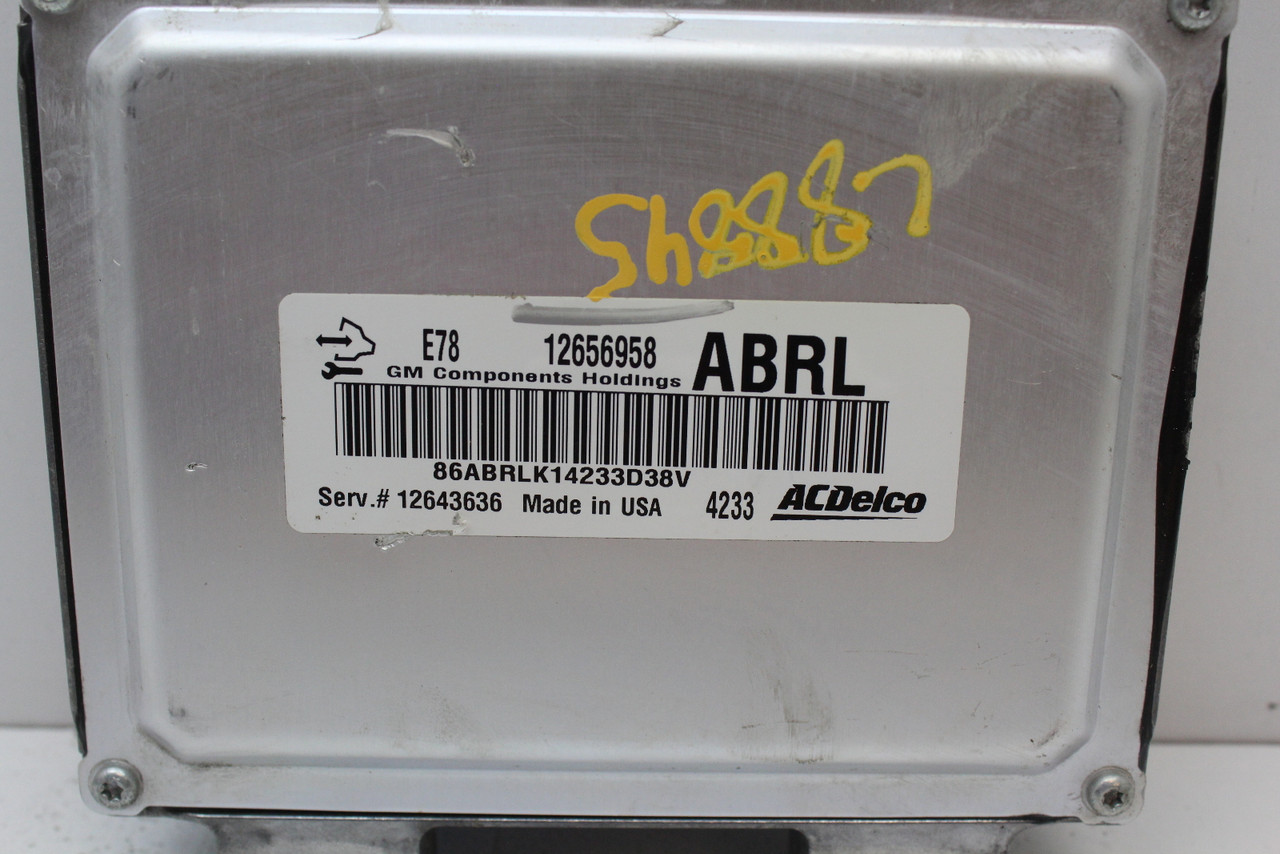 E78 12656958 ABRL
GM Components Holdings
86ABRLK14233D38V
Serv.# 12643636 Made in USA 4233 ACDelco